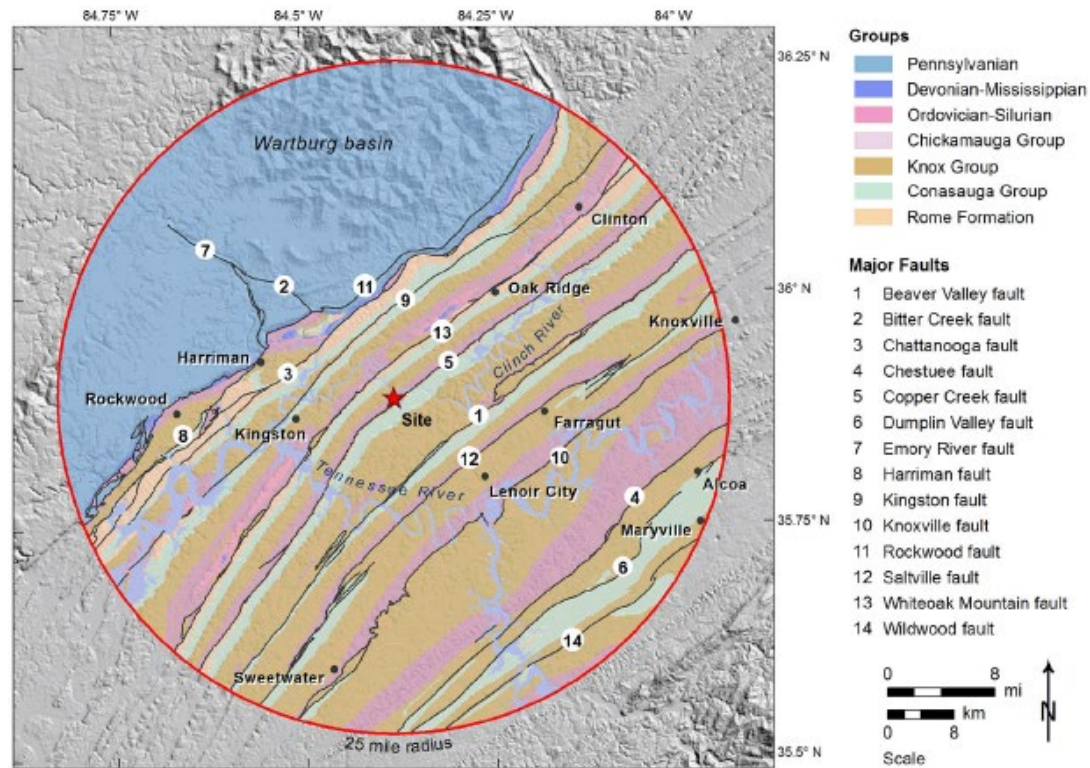 84.75° W 84.5° W 84.25° W 84° W
36.25° N
Wartburg basin
Clinton
7
2
11
9
Oak Ridge
36° N
Knoxville
13
Clinch River
Harriman
5
3
Rockwood
Site
1
Farragut
8
Kingston
12
10
Tennessee River
Lenoir City
Alcoa
4
Maryville
35.75° N
6
14
Sweetwater
25 mile radius
35.5° N
Groups
Pennsylvanian
Devonian-Mississippian
Ordovician-Silurian
Chickamauga Group
Knox Group
Conasauga Group
Rome Formation
Major Faults
1 Beaver Valley fault
2 Bitter Creek fault
3 Chattanooga fault
4 Chestuee fault
5 Copper Creek fault
6 Dumplin Valley fault
7 Emory River fault
8 Harriman fault
9 Kingston fault
10 Knoxville fault
11 Rockwood fault
12 Saltville fault
13 Whiteoak Mountain fault
14 Wildwood fault
0 8 mi
km
0 8
N
Scale